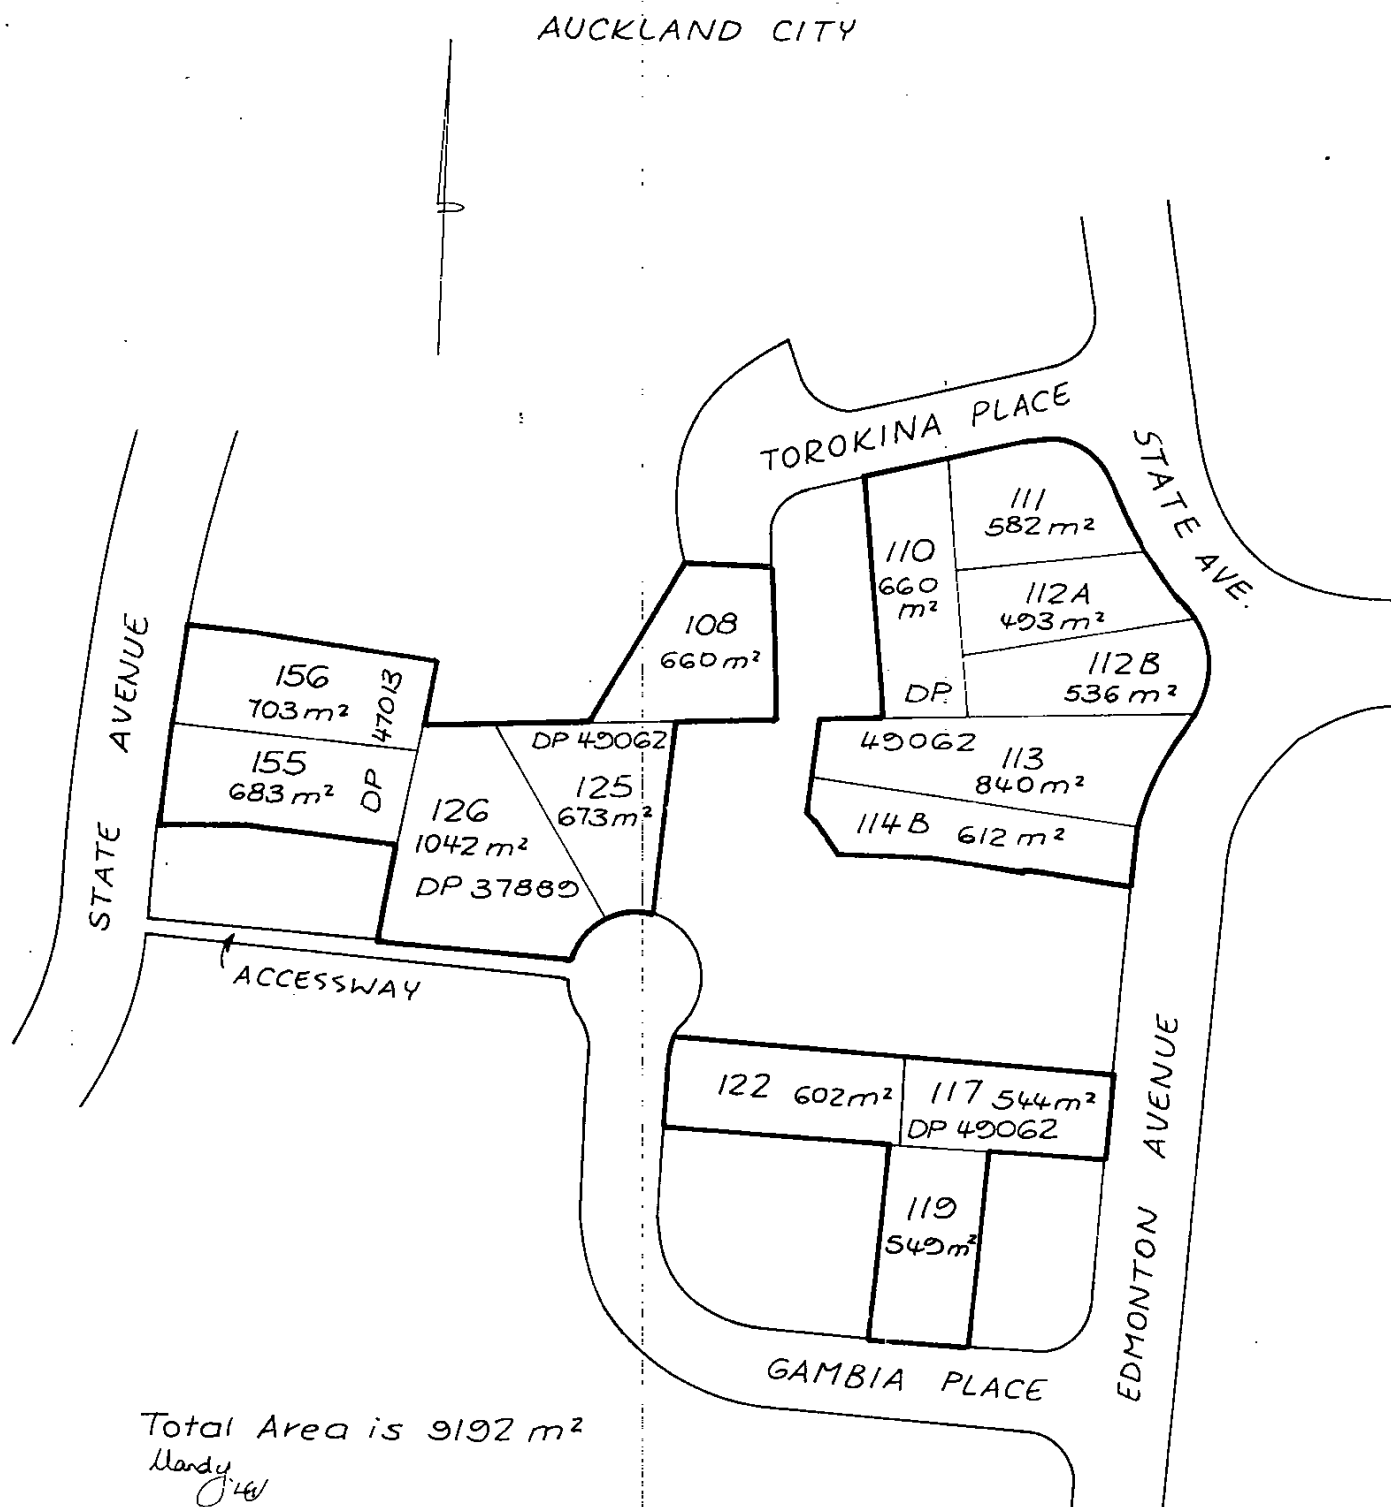 AUCKLAND CITY
TOROKINA PLACE
STATE AVE.
111
582 m²
110
660
m²
112A
493 m²
112B
536 m²
DP
49062
113
840 m²
114B 612 m²
108
660 m²
STATE AVENUE
156
703 m²
155
683 m²
DP 47013
DP 49062
125
673 m²
126
1042 m²
DP 37889
ACCESSWAY
122 602 m²
117 544 m²
DP 49062
119
549 m²
EDMONTON AVENUE
GAMBIA PLACE
Total Area is 9192 m²